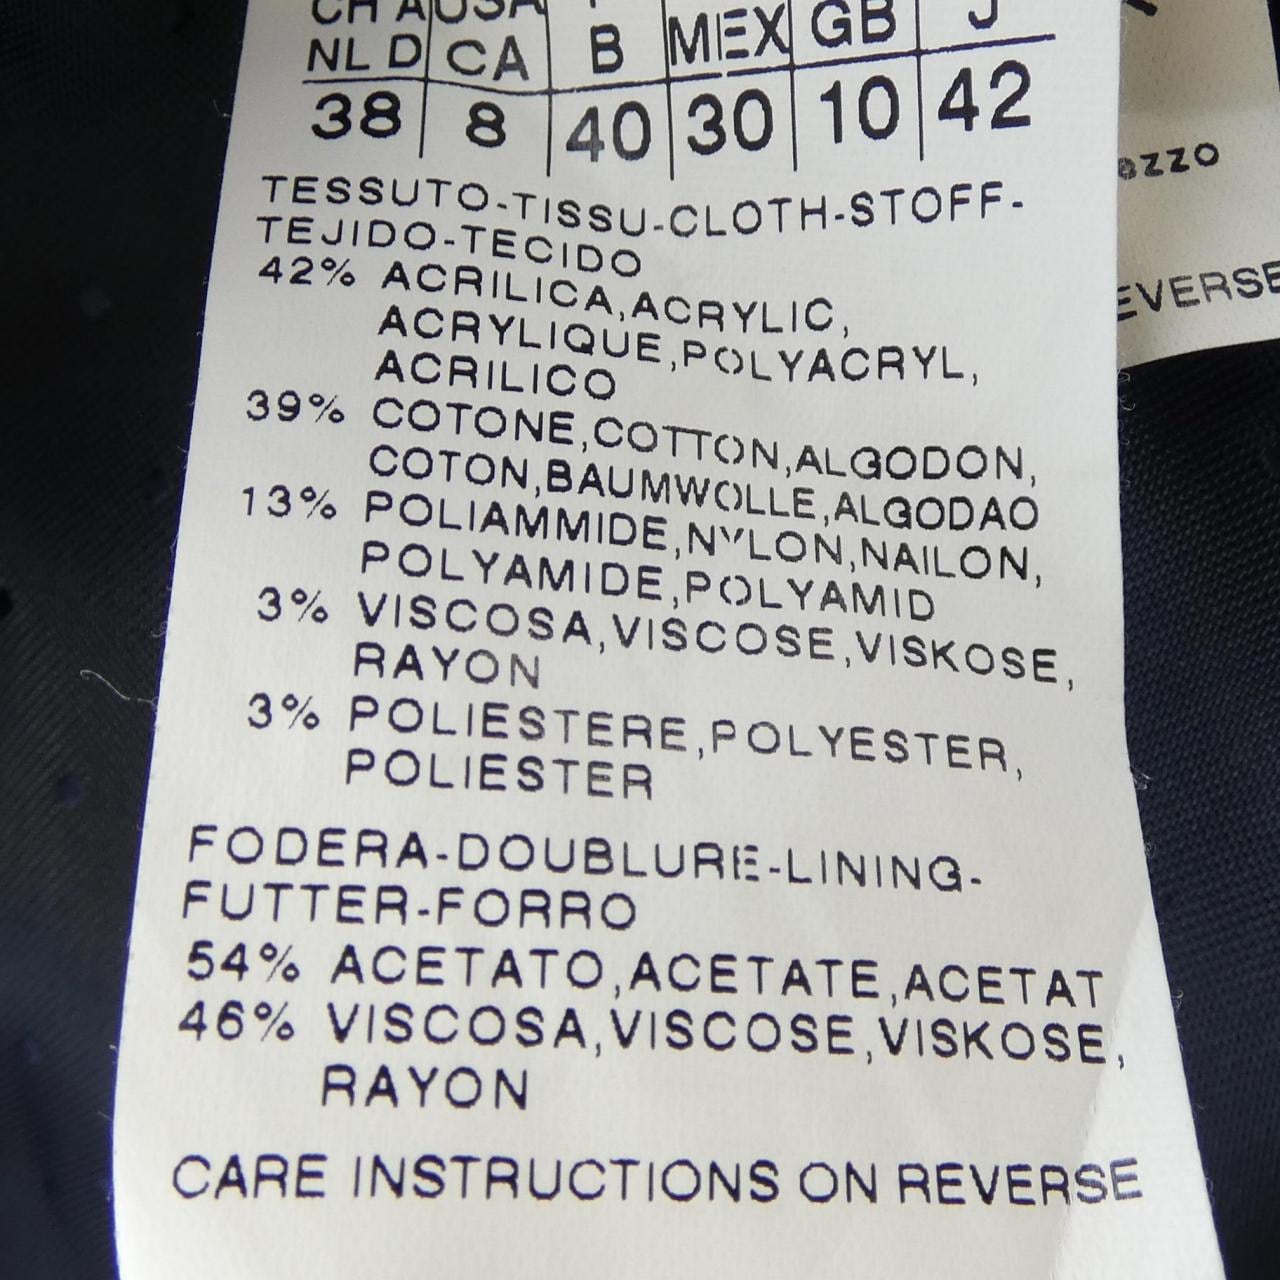 CH A USA
NL D CA B MEX GB J
38 8 40 30 10 42
TESSUTO-TISSU-CLOTH-STOFF-
TEJIDO-TECIDO
42% ACRILICA,ACRYLIC,
ACRYLIQUE,POLYACRYL,
ACRILICO
39% COTONE,COTTON,ALGODON,
COTON,BAUMWOLLE,ALGODAO
13% POLIAMMIDE,NYLON,NAILON,
POLYAMIDE,POLYAMID
3% VISCOSA,VISCOSE,VISKOSE,
RAYON
3% POLIESTERE,POLYESTER,
POLIESTER
FODERA-DOUBLURE-LINING-
FUTTER-FORRO
54% ACETATO,ACETATE,ACETAT
46% VISCOSA,VISCOSE,VISKOSE,
RAYON
CARE INSTRUCTIONS ON REVERSE